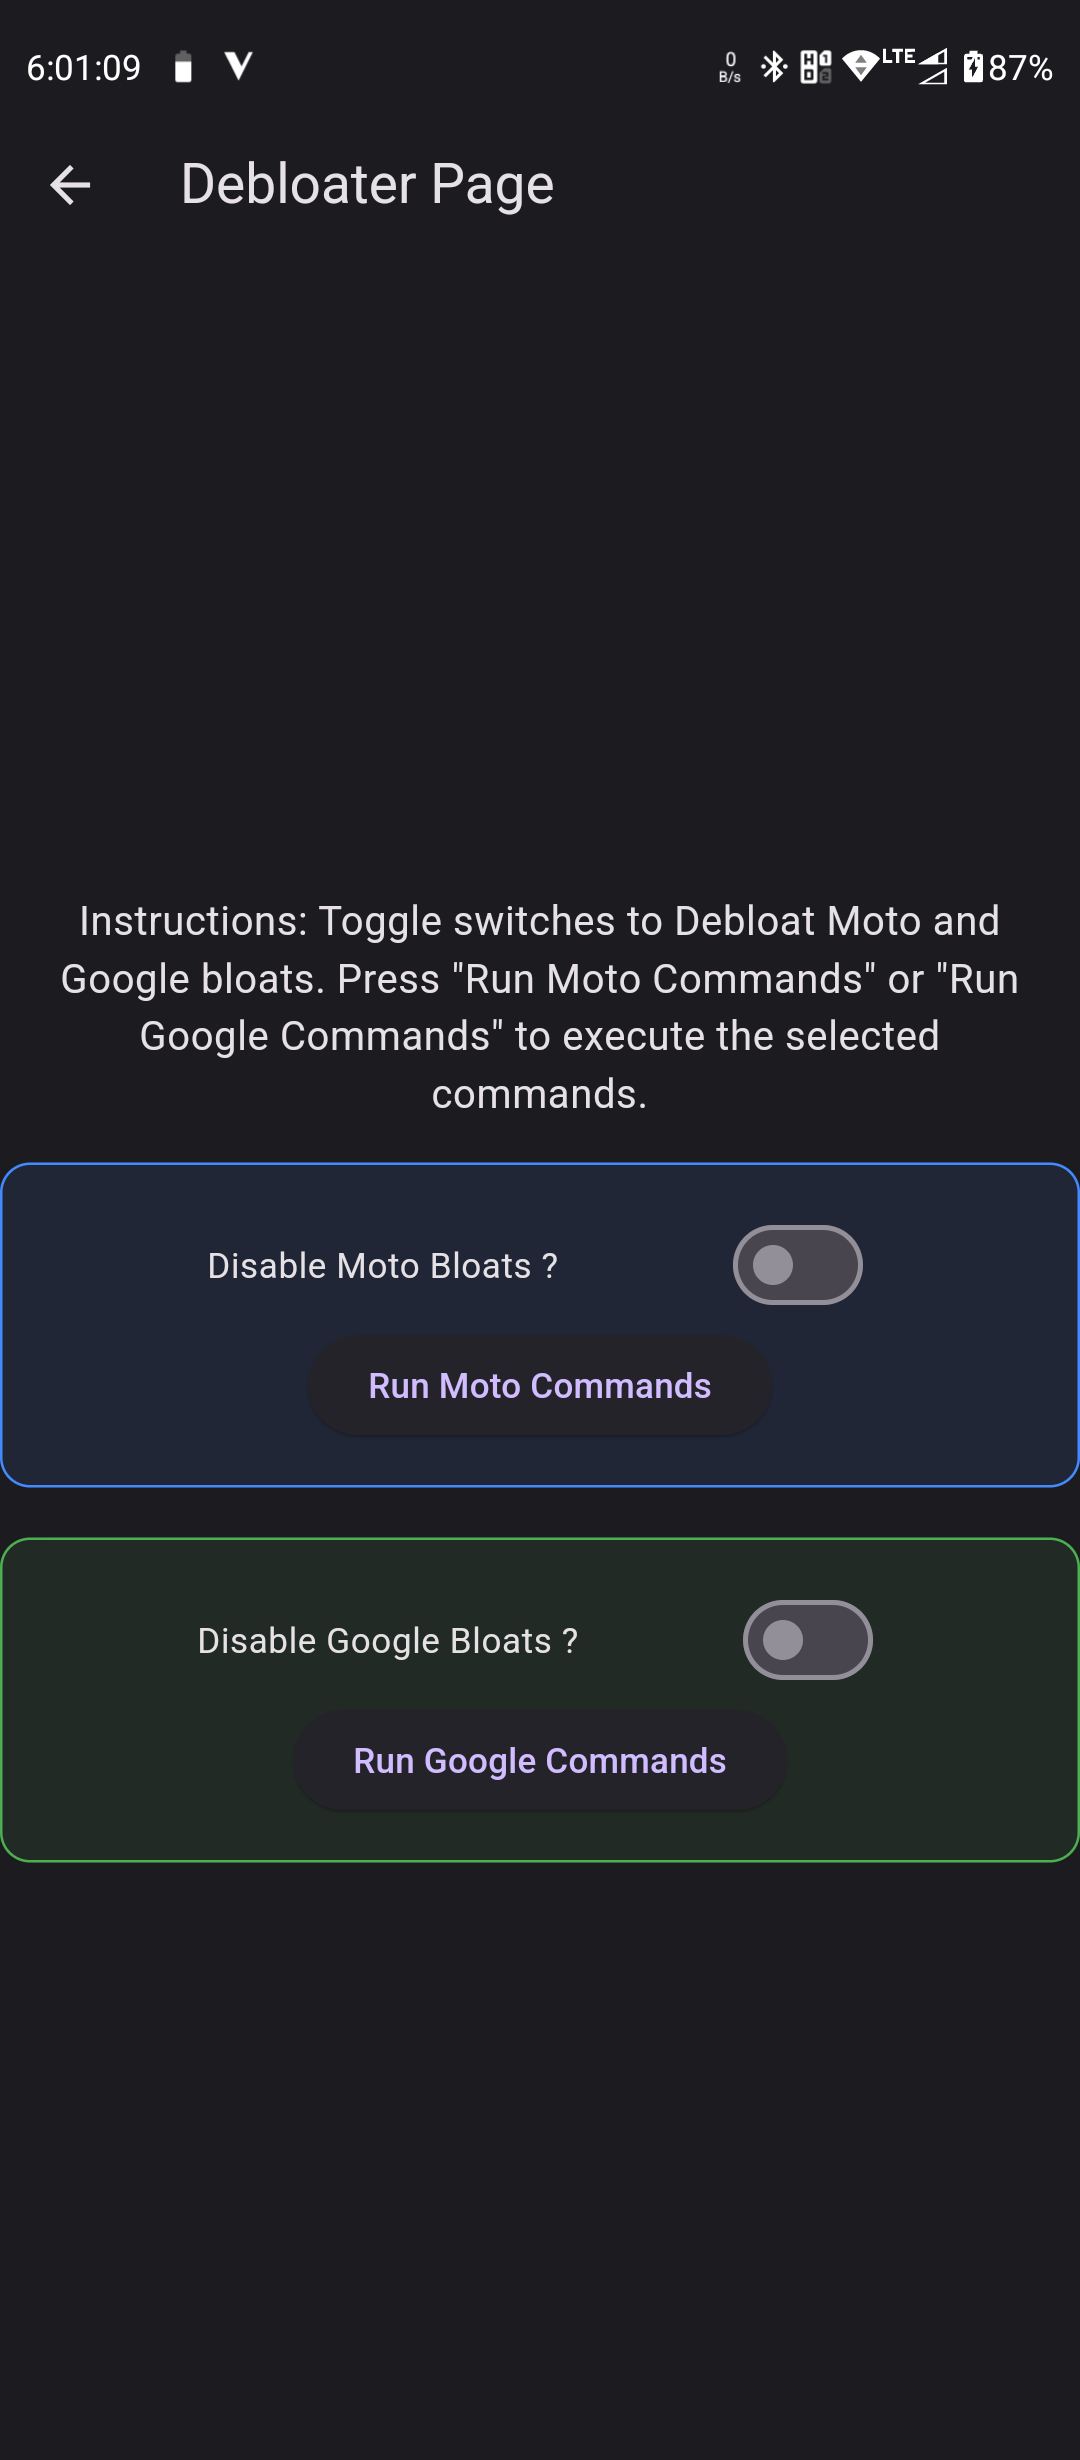 6:01:09
0
B/s
LTE
87%
Debloater Page
Instructions: Toggle switches to Debloat Moto and
Google bloats. Press "Run Moto Commands" or "Run
Google Commands" to execute the selected
commands.
Disable Moto Bloats ?
Run Moto Commands
Disable Google Bloats ?
Run Google Commands